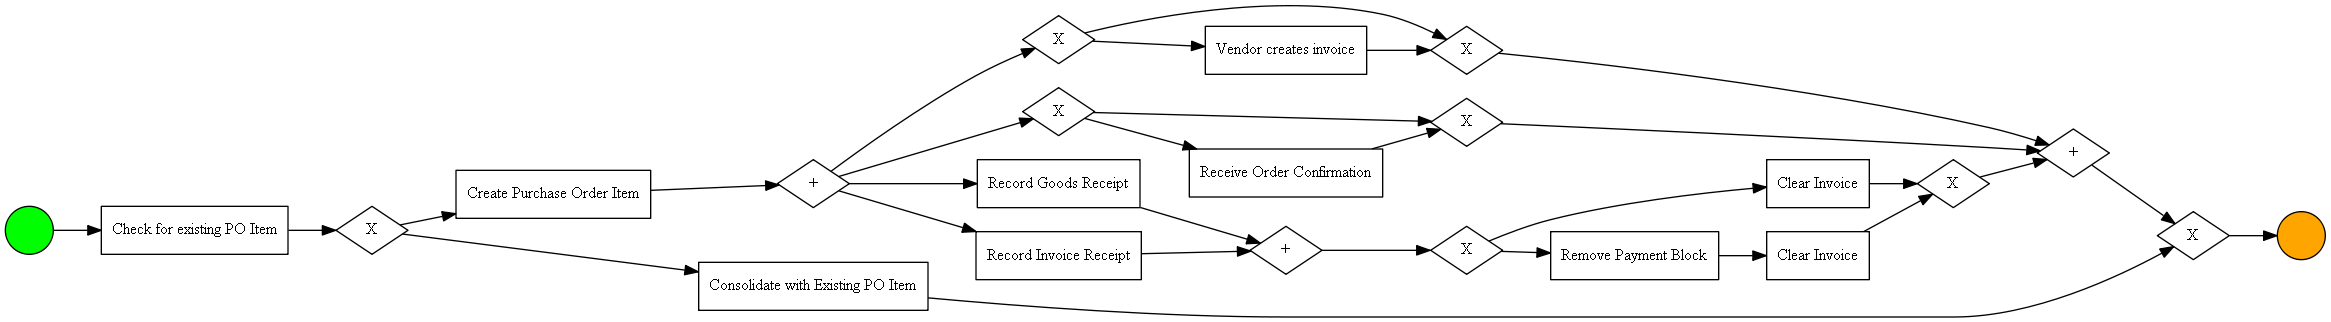 Check for existing PO Item
X
Create Purchase Order Item
Consolidate with Existing PO Item
+
X
Vendor creates invoice
X
X
Receive Order Confirmation
X
Record Goods Receipt
Record Invoice Receipt
+
X
Clear Invoice
Remove Payment Block
Clear Invoice
X
+
X